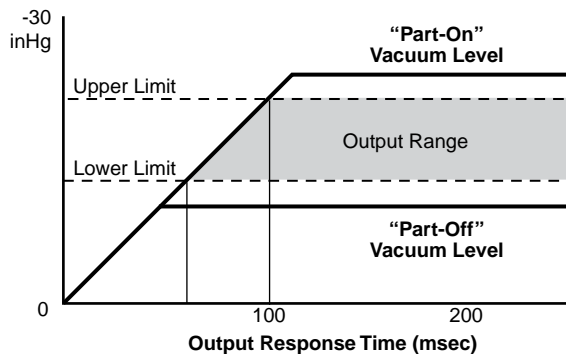 -30
inHg
“Part-On”
Vacuum Level
Upper Limit
Output Range
Lower Limit
“Part-Off”
Vacuum Level
0
100
200
Output Response Time (msec)